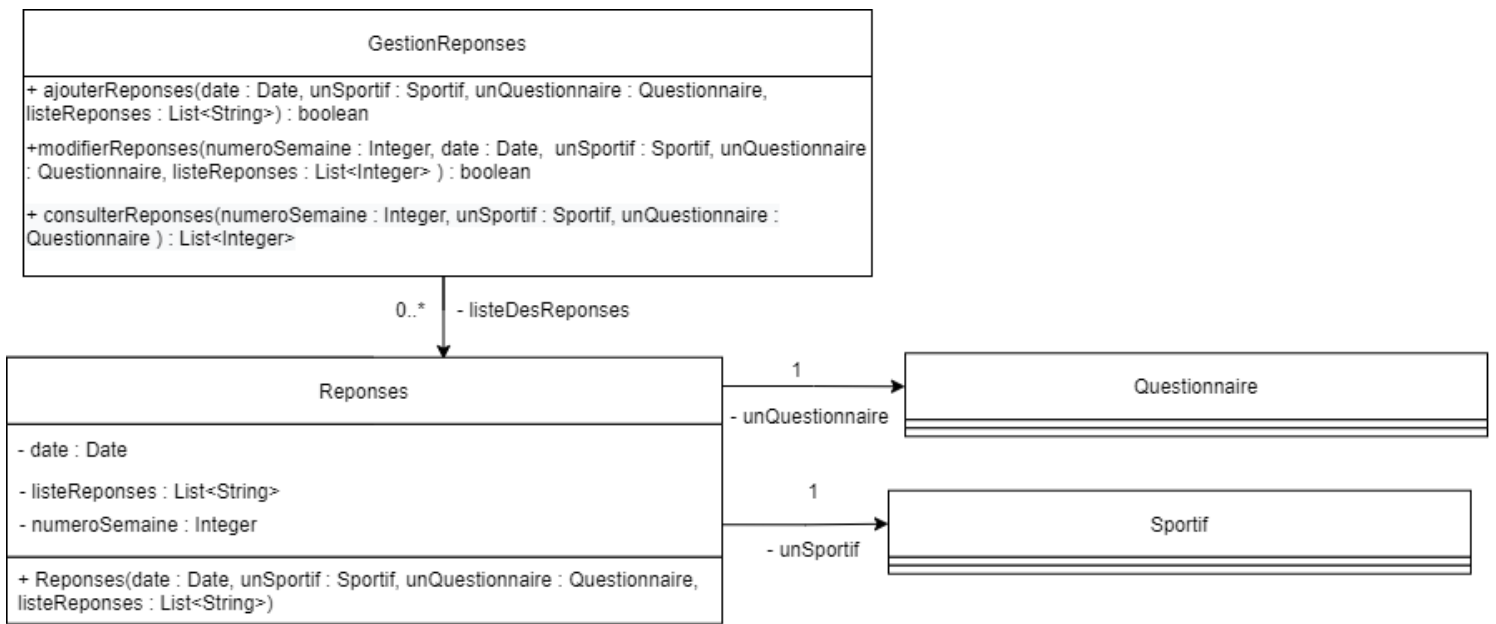 GestionReponses
+ ajouterReponses(date : Date, unSportif : Sportif, unQuestionnaire : Questionnaire,
listeReponses : List<String>) : boolean
+modifierReponses(numeroSemaine : Integer, date : Date, unSportif : Sportif, unQuestionnaire
: Questionnaire, listeReponses : List<Integer> ) : boolean
+ consulterReponses(numeroSemaine : Integer, unSportif : Sportif, unQuestionnaire :
Questionnaire ) : List<Integer>
0..*
- listeDesReponses
Reponses
- date : Date
- listeReponses : List<String>
- numeroSemaine : Integer
+ Reponses(date : Date, unSportif : Sportif, unQuestionnaire : Questionnaire,
listeReponses : List<String>)
1
- unQuestionnaire
Questionnaire
1
- unSportif
Sportif